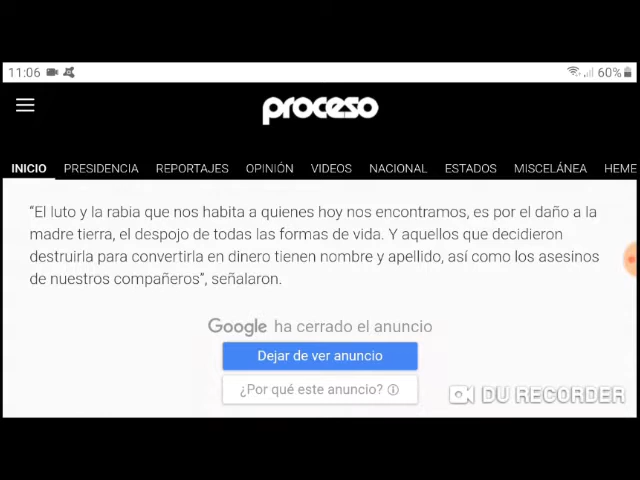 11:06 60%
proceso
INICIO PRESIDENCIA REPORTAJES OPINIÓN VIDEOS NACIONAL ESTADOS MISCELÁNEA HEME
“El luto y la rabia que nos habita a quienes hoy nos encontramos, es por el daño a la
madre tierra, el despojo de todas las formas de vida. Y aquellos que decidieron
destruirla para convertirla en dinero tienen nombre y apellido, así como los asesinos
de nuestros compañeros”, señalaron.
Google ha cerrado el anuncio
Dejar de ver anuncio
¿Por qué este anuncio?
DU RECORDER